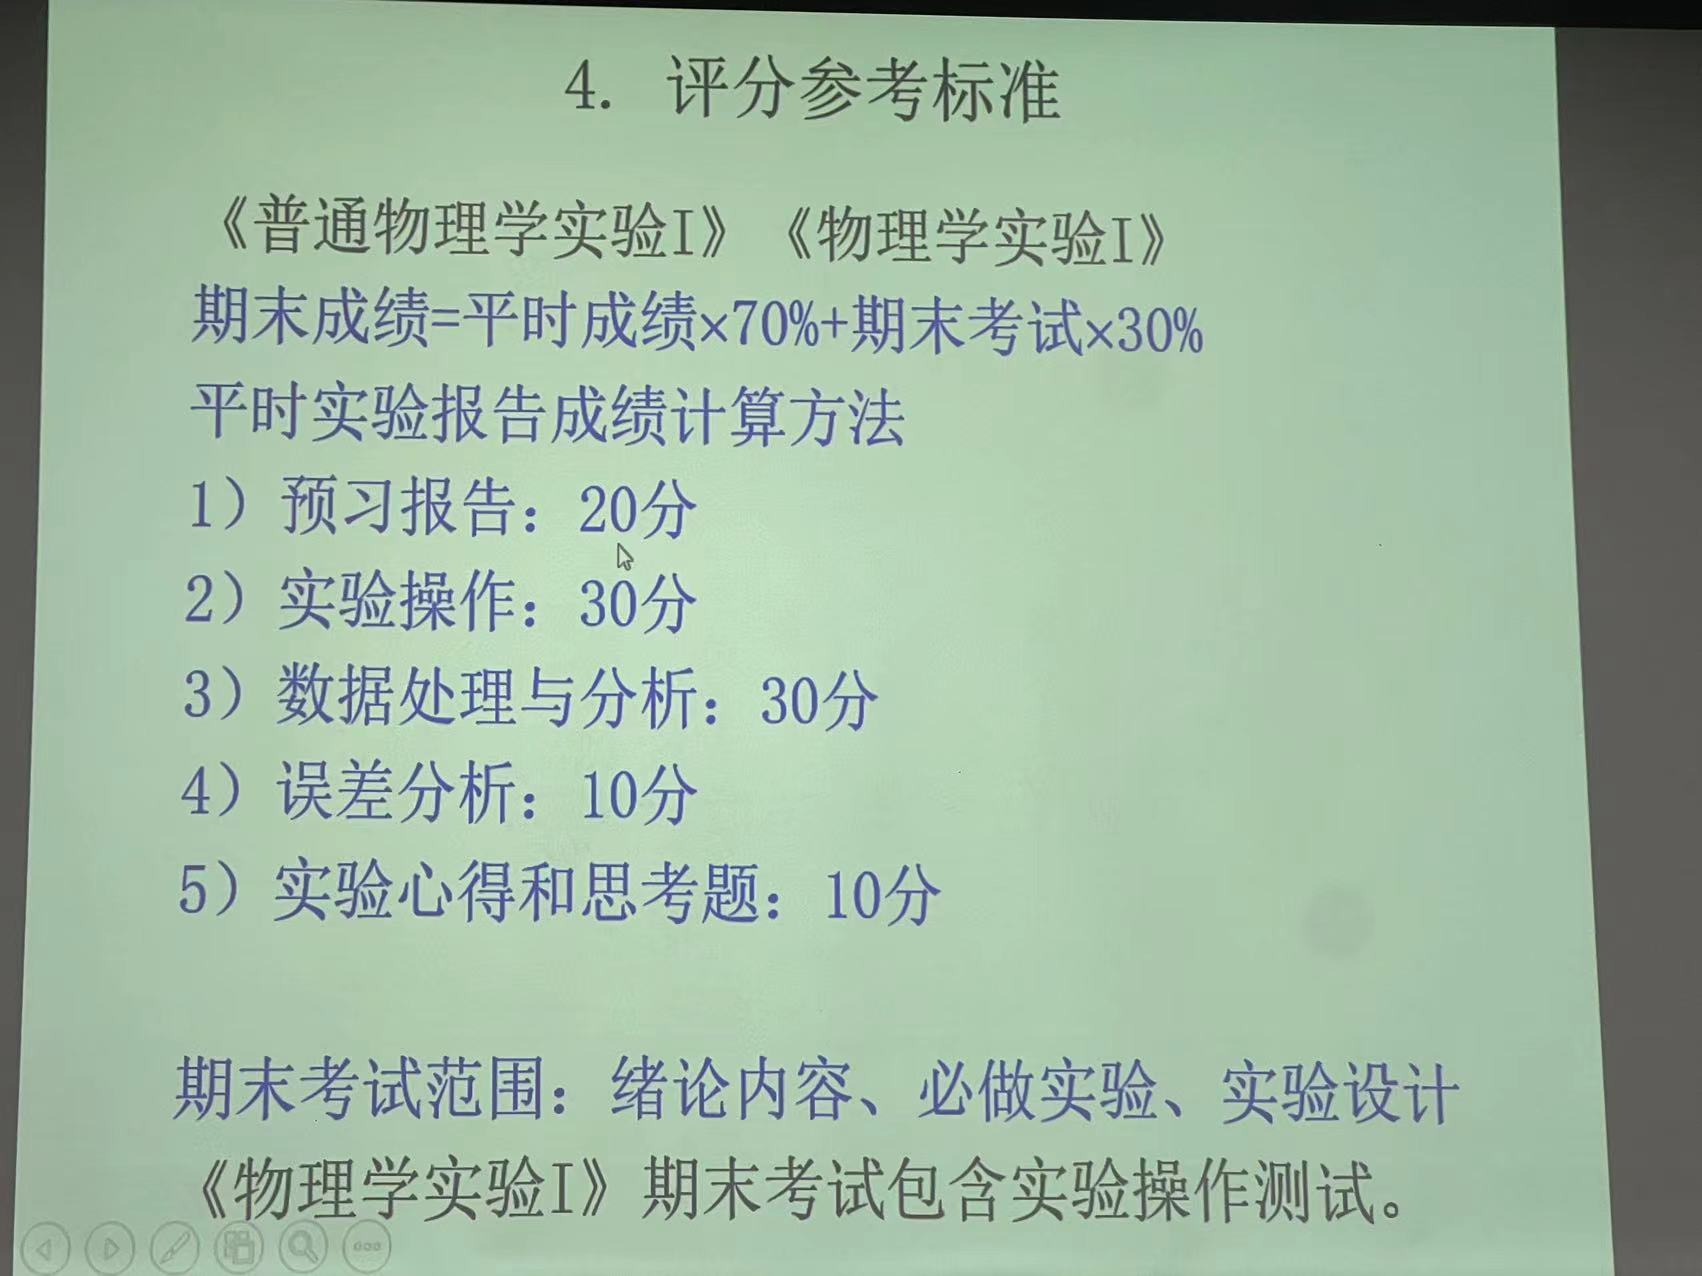 4. 评分参考标准
《普通物理学实验I》《物理学实验I》
期末成绩=平时成绩×70%+期末考试×30%
平时实验报告成绩计算方法
1）预习报告：20分
2）实验操作：30分
3）数据处理与分析：30分
4）误差分析：10分
5）实验心得和思考题：10分
期末考试范围：绪论内容、必做实验、实验设计
《物理学实验I》期末考试包含实验操作测试。